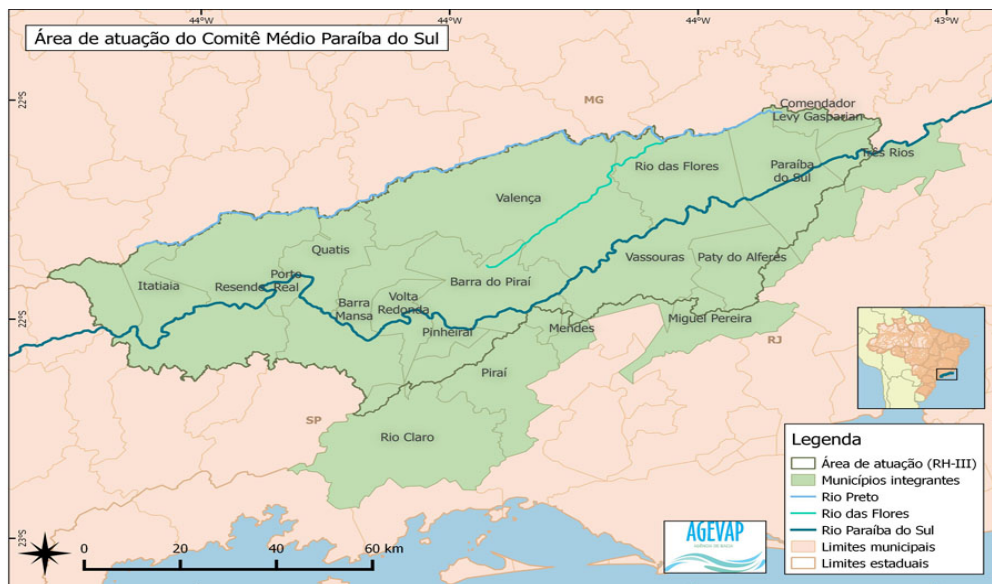 44°W
44°W
44°W
43°W
Área de atuação do Comitê Médio Paraíba do Sul
22°S
22°S
23°S
MG
SP
RJ
Comendador
Levy Gasparian
Três Rios
Paraíba
do Sul
Rio das Flores
Valença
Quatis
Vassouras
Paty do Alferes
Itatiaia
Resende
Porto
Real
Barra do Piraí
Barra
Mansa
Volta
Redonda
Pinheiral
Mendes
Miguel Pereira
Piraí
Rio Claro
Legenda
Área de atuação (RH-III)
Municípios integrantes
Rio Preto
Rio das Flores
Rio Paraíba do Sul
Limites municipais
Limites estaduais
AGEVAP
0 20 40 60 km